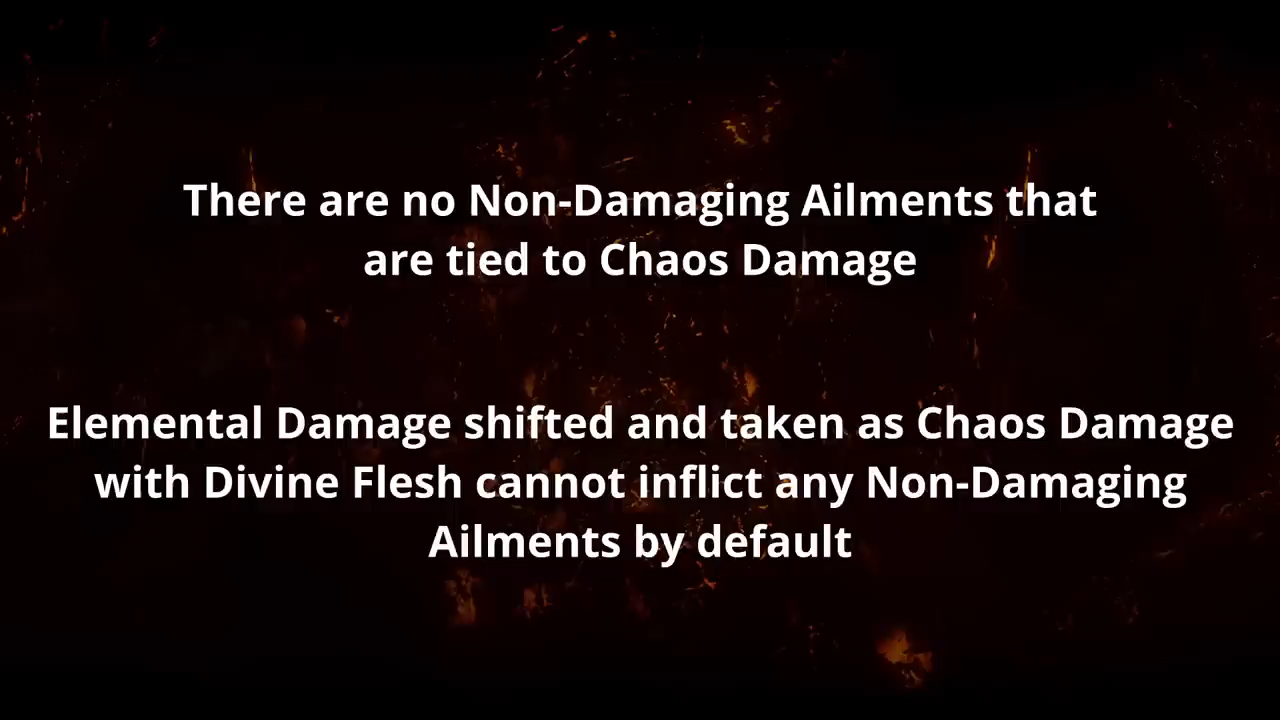 There are no Non-Damaging Ailments that
are tied to Chaos Damage
Elemental Damage shifted and taken as Chaos Damage
with Divine Flesh cannot inflict any Non-Damaging
Ailments by default